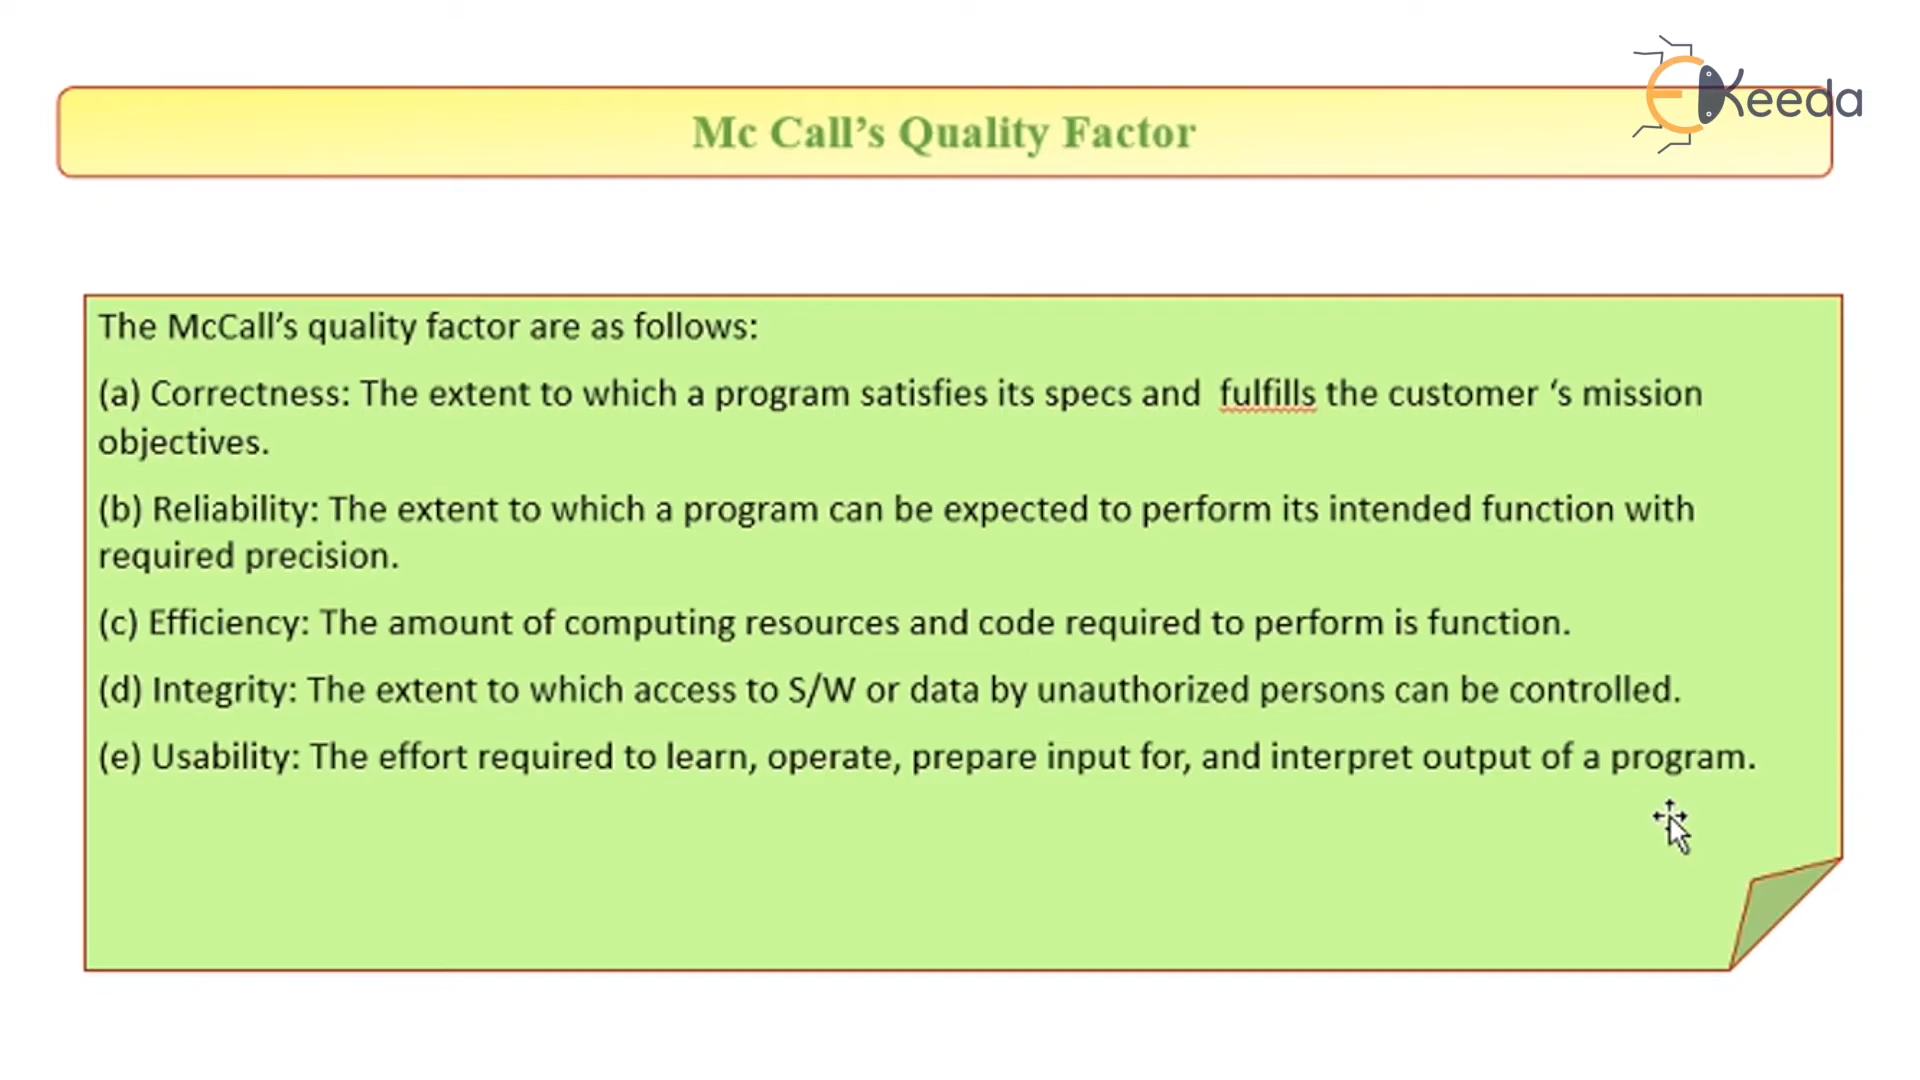 EKeeda
Mc Call’s Quality Factor
The McCall’s quality factor are as follows:
(a) Correctness: The extent to which a program satisfies its specs and  fulfills the customer ‘s mission
objectives.
(b) Reliability: The extent to which a program can be expected to perform its intended function with
required precision.
(c) Efficiency: The amount of computing resources and code required to perform is function.
(d) Integrity: The extent to which access to S/W or data by unauthorized persons can be controlled.
(e) Usability: The effort required to learn, operate, prepare input for, and interpret output of a program.